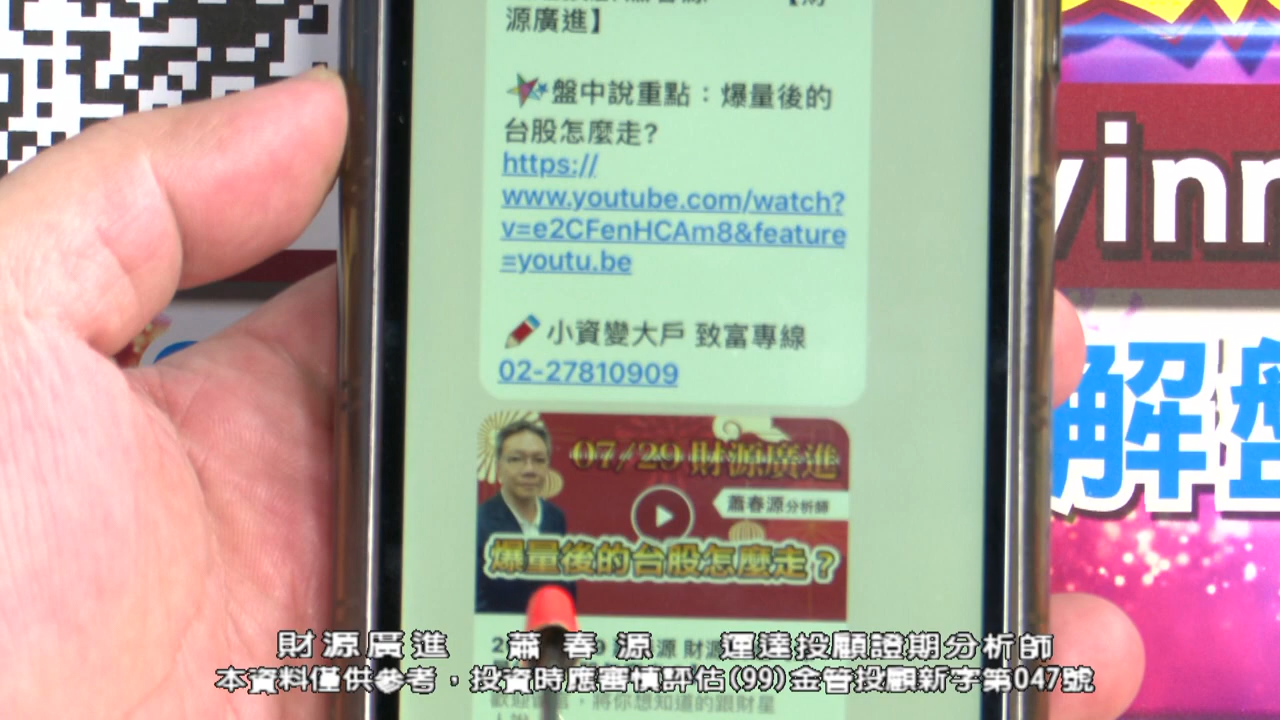 源廣進】
盤中說重點：爆量後的
台股怎麼走?
https://
www.youtube.com/watch?
v=e2CFenHCAm8&feature
=youtu.be
小資變大戶 致富專線
02-27810909
07/29 財源廣進
蕭春源分析師
爆量後的台股怎麼走？
vinn
解盤
財源廣進 蕭春源 運達投顧證期分析師
本資料僅供參考，投資時應審慎評估(99)金管投顧新字第047號